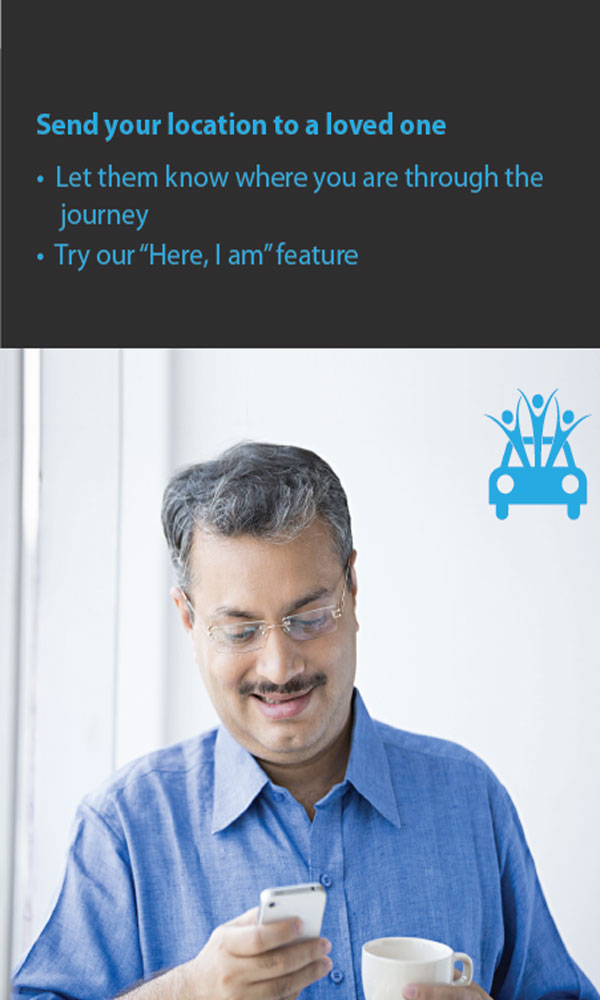 Send your location to a loved one
• Let them know where you are through the
journey
• Try our “Here, I am” feature